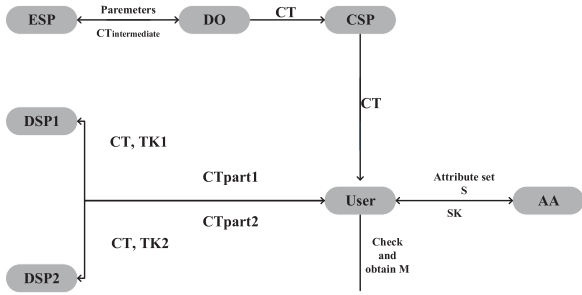 Paremeters
ESP
DO
CT
CSP
CTintermediate
CT
DSP1
CT, TK1
CTpart1
Attribute set
S
User
AA
SK
CTpart2
CT, TK2
Check
and
obtain M
DSP2